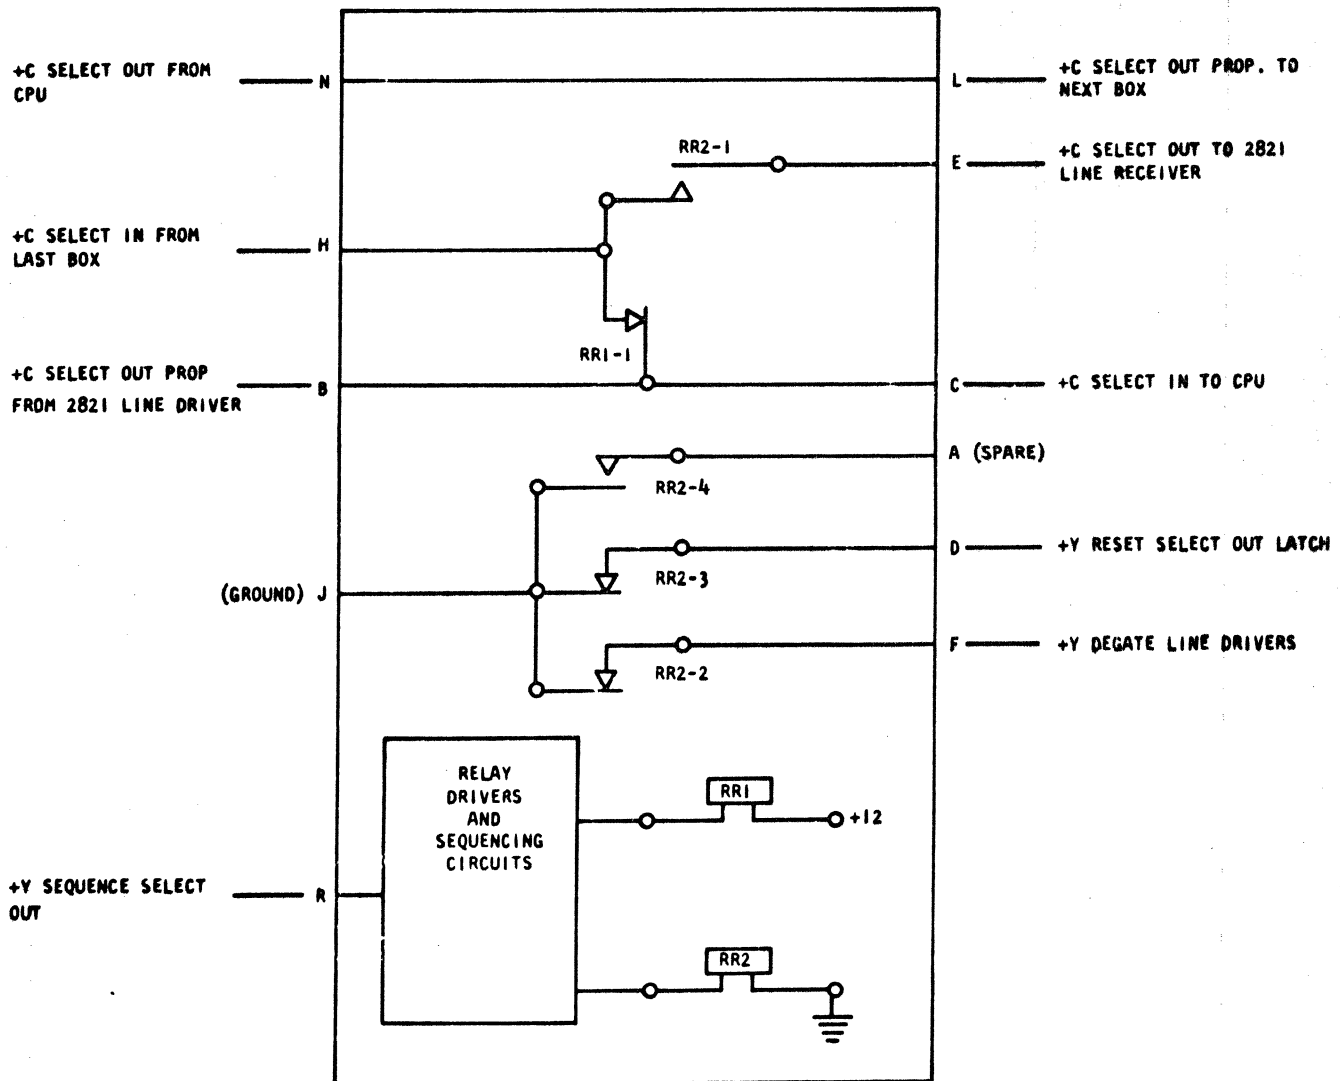 +C SELECT OUT FROM
CPU
N
L
+C SELECT OUT PROP. TO
NEXT BOX
RR2-1
E
+C SELECT OUT TO 2821
LINE RECEIVER
+C SELECT IN FROM
LAST BOX
H
RR1-1
+C SELECT OUT PROP
FROM 2821 LINE DRIVER
B
C
+C SELECT IN TO CPU
A (SPARE)
RR2-4
D
+Y RESET SELECT OUT LATCH
RR2-3
(GROUND) J
F
+Y DEGATE LINE DRIVERS
RR2-2
RELAY
DRIVERS
AND
SEQUENCING
CIRCUITS
RR1
+12
+Y SEQUENCE SELECT
OUT
R
RR2